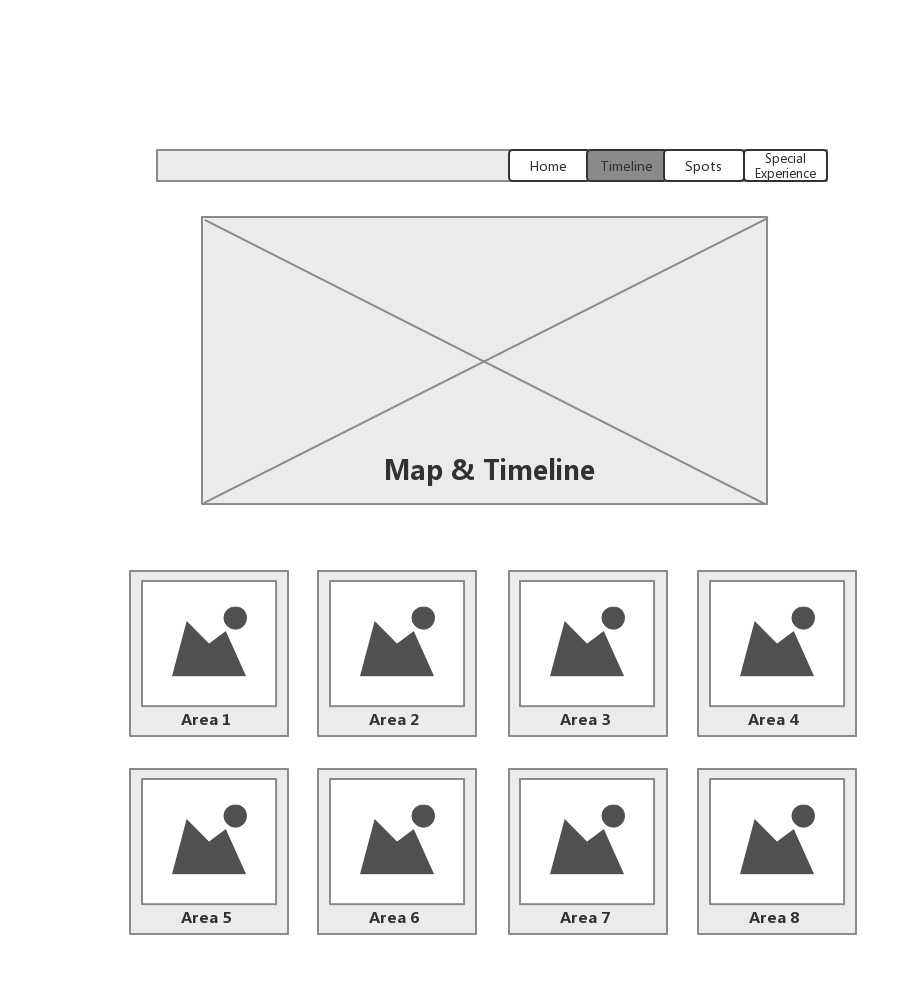 Home
Timeline
Spots
Special
Experience
Map & Timeline
Area 1
Area 2
Area 3
Area 4
Area 5
Area 6
Area 7
Area 8